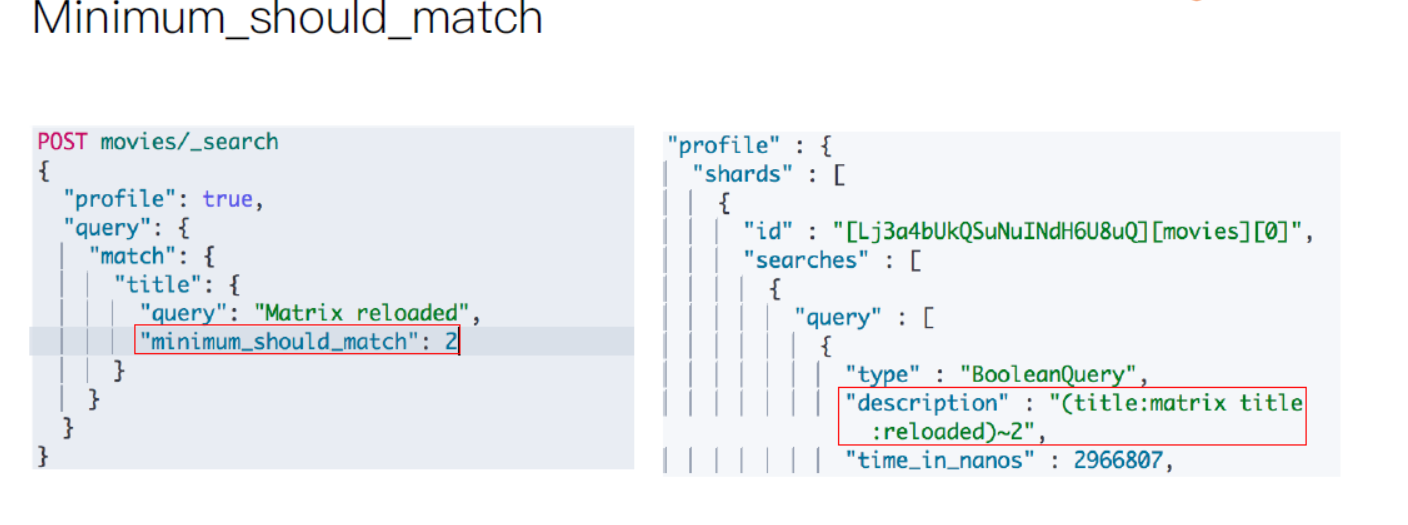 Minimum_should_match
POST movies/_search
{
"profile": true,
"query": {
"match": {
"title": {
"query": "Matrix reloaded",
"minimum_should_match": 2
}
}
}
}
"profile" : {
"shards" : [
{
"id" : "[Lj3a4bUkQSuNuINdH6U8uQ][movies][0]",
"searches" : [
{
"query" : [
{
"type" : "BooleanQuery",
"description" : "(title:matrix title
:reloaded)~2",
"time_in_nanos" : 2966807,